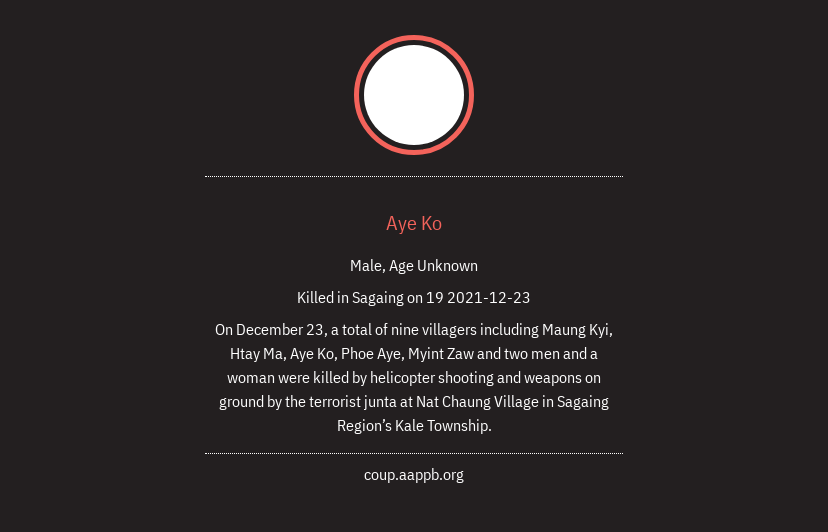 Aye Ko
Male, Age Unknown
Killed in Sagaing on 19 2021-12-23
On December 23, a total of nine villagers including Maung Kyi,
Htay Ma, Aye Ko, Phoe Aye, Myint Zaw and two men and a
woman were killed by helicopter shooting and weapons on
ground by the terrorist junta at Nat Chaung Village in Sagaing
Region’s Kale Township.
coup.aappb.org